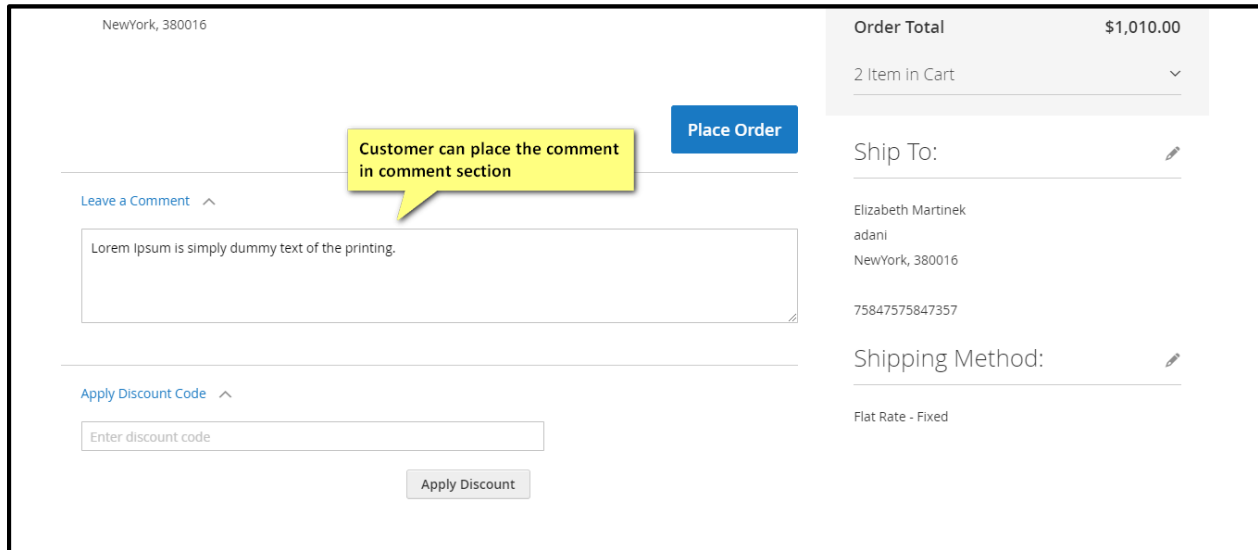 NewYork, 380016
Place Order
Customer can place the comment
in comment section
Leave a Comment
Lorem Ipsum is simply dummy text of the printing.
Apply Discount Code
Enter discount code
Apply Discount
Order Total $1,010.00
2 Item in Cart
Ship To:
Elizabeth Martinek
adani
NewYork, 380016
75847575847357
Shipping Method:
Flat Rate - Fixed